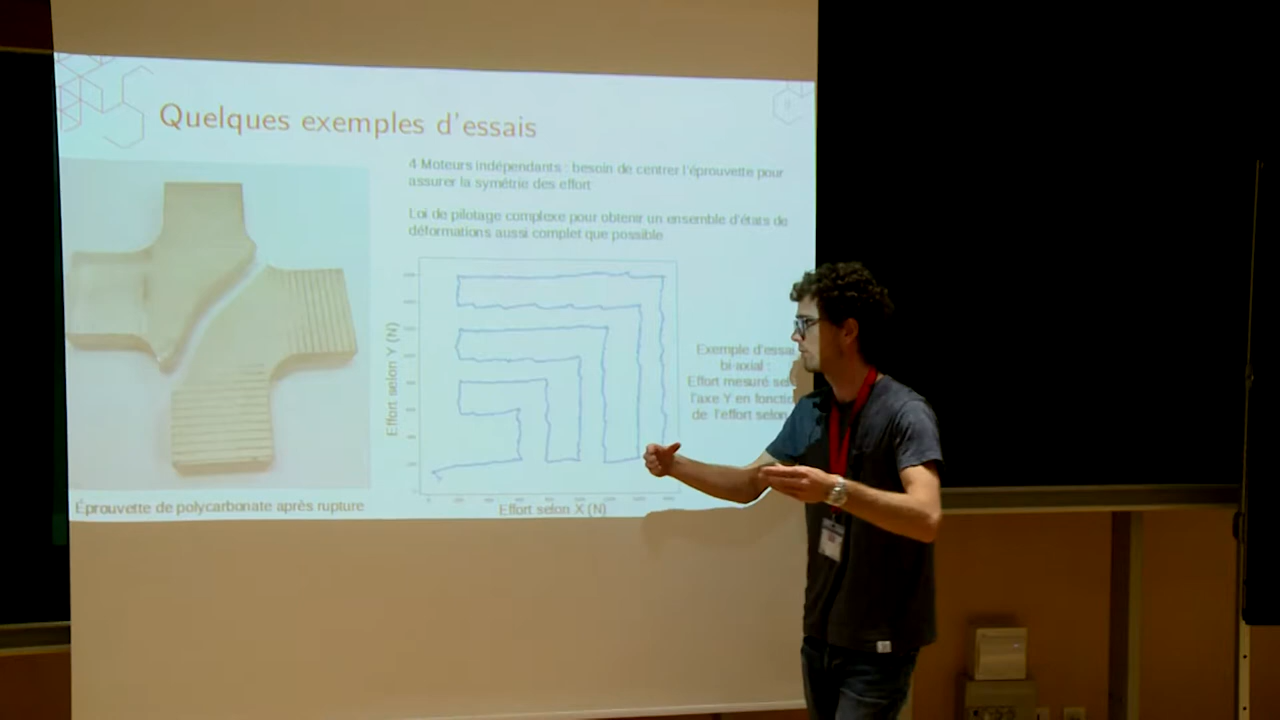 Quelques exemples d'essais
4 Moteurs indépendants : besoin de centrer l'éprouvette pour
assurer la symétrie des effort
Loi de pilotage complexe pour obtenir un ensemble d'états de
déformations aussi complet que possible
Effort selon Y (N)
Exemple d'essai
bi-axial :
Effort mesuré
l'axe Y en
de l'effort selon
Effort selon X (N)
Éprouvette de polycarbonate après rupture